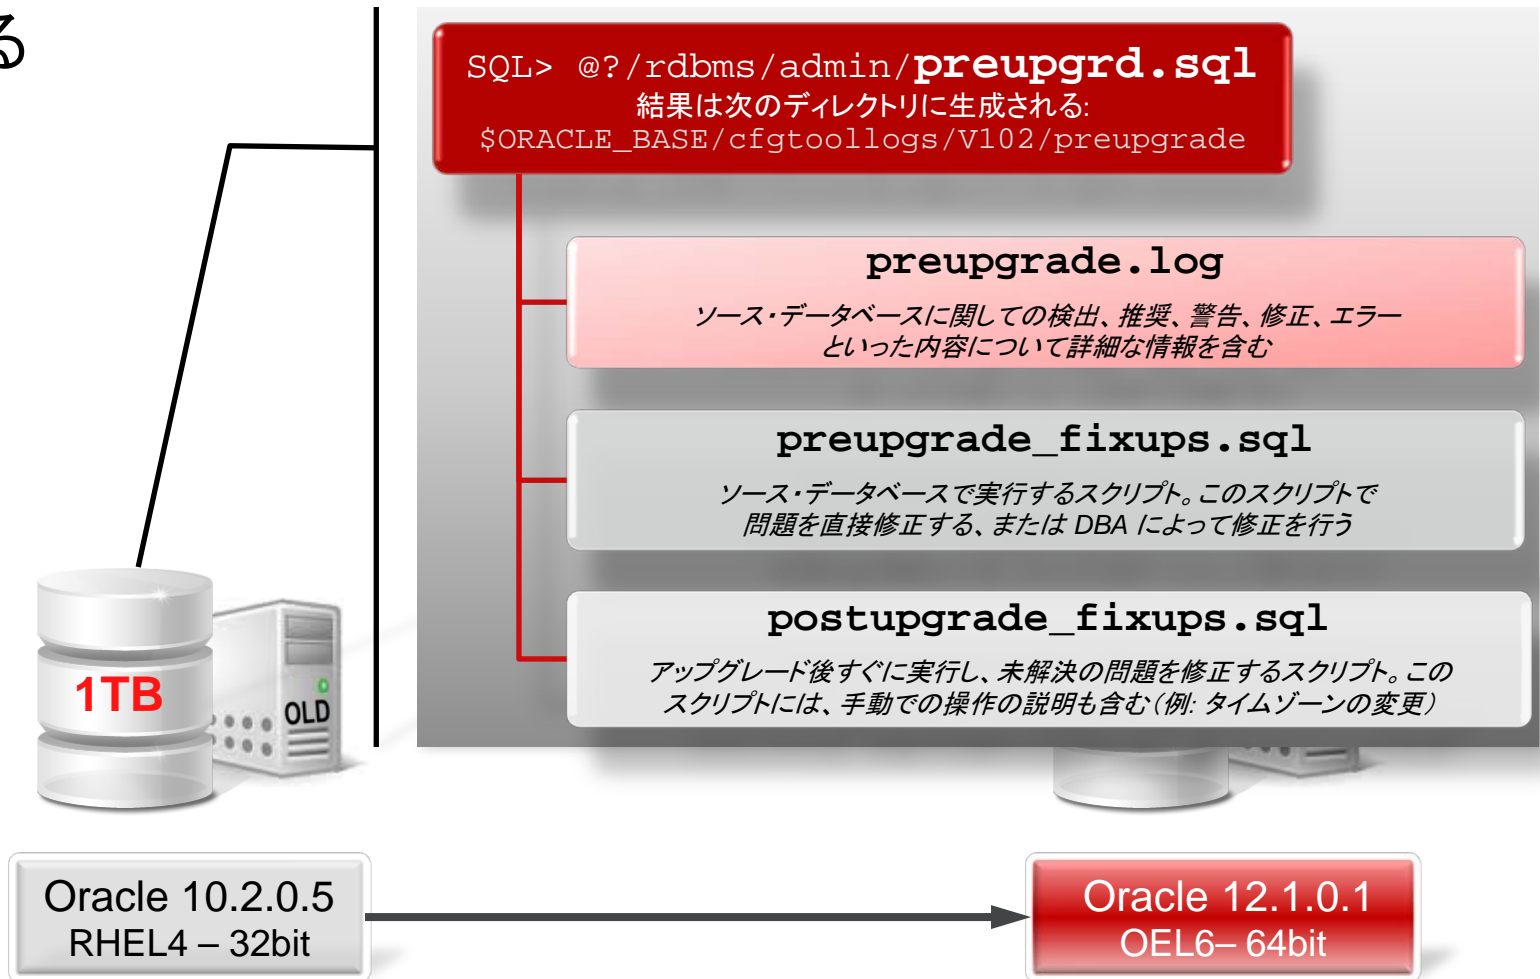 る
SQL> @?/rdbms/admin/preupgrd.sql
結果は次のディレクトリに生成される:
$ORACLE_BASE/cfgtoollogs/V102/preupgrade
preupgrade.log
ソース・データベースに関しての検出、推奨、警告、修正、エラー
といった内容について詳細な情報を含む
preupgrade_fixups.sql
ソース・データベースで実行するスクリプト。このスクリプトで
問題を直接修正する、または DBA によって修正を行う
postupgrade_fixups.sql
アップグレード後すぐに実行し、未解決の問題を修正するスクリプト。この
スクリプトには、手動での操作の説明も含む(例: タイムゾーンの変更)
1TB
OLD
Oracle 10.2.0.5
RHEL4 – 32bit
Oracle 12.1.0.1
OEL6– 64bit